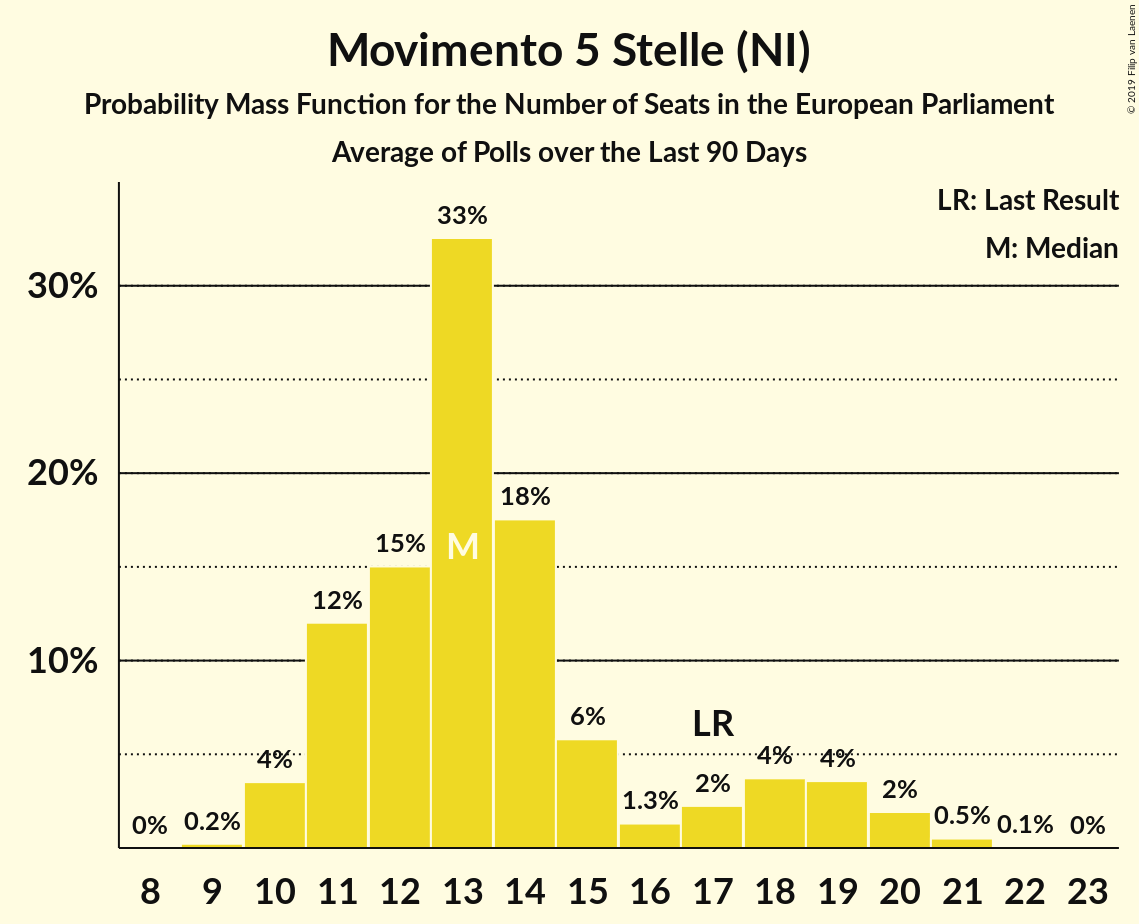 © 2019 Filip van Laenen
Movimento 5 Stelle (NI)
Probability Mass Function for the Number of Seats in the European Parliament
Average of Polls over the Last 90 Days
LR: Last Result
M: Median
30%
20%
10%
0%
0.2%
4%
12%
15%
33%
M
18%
6%
1.3%
LR
2%
4%
4%
2%
0.5%
0.1%
0%
8 9 10 11 12 13 14 15 16 17 18 19 20 21 22 23